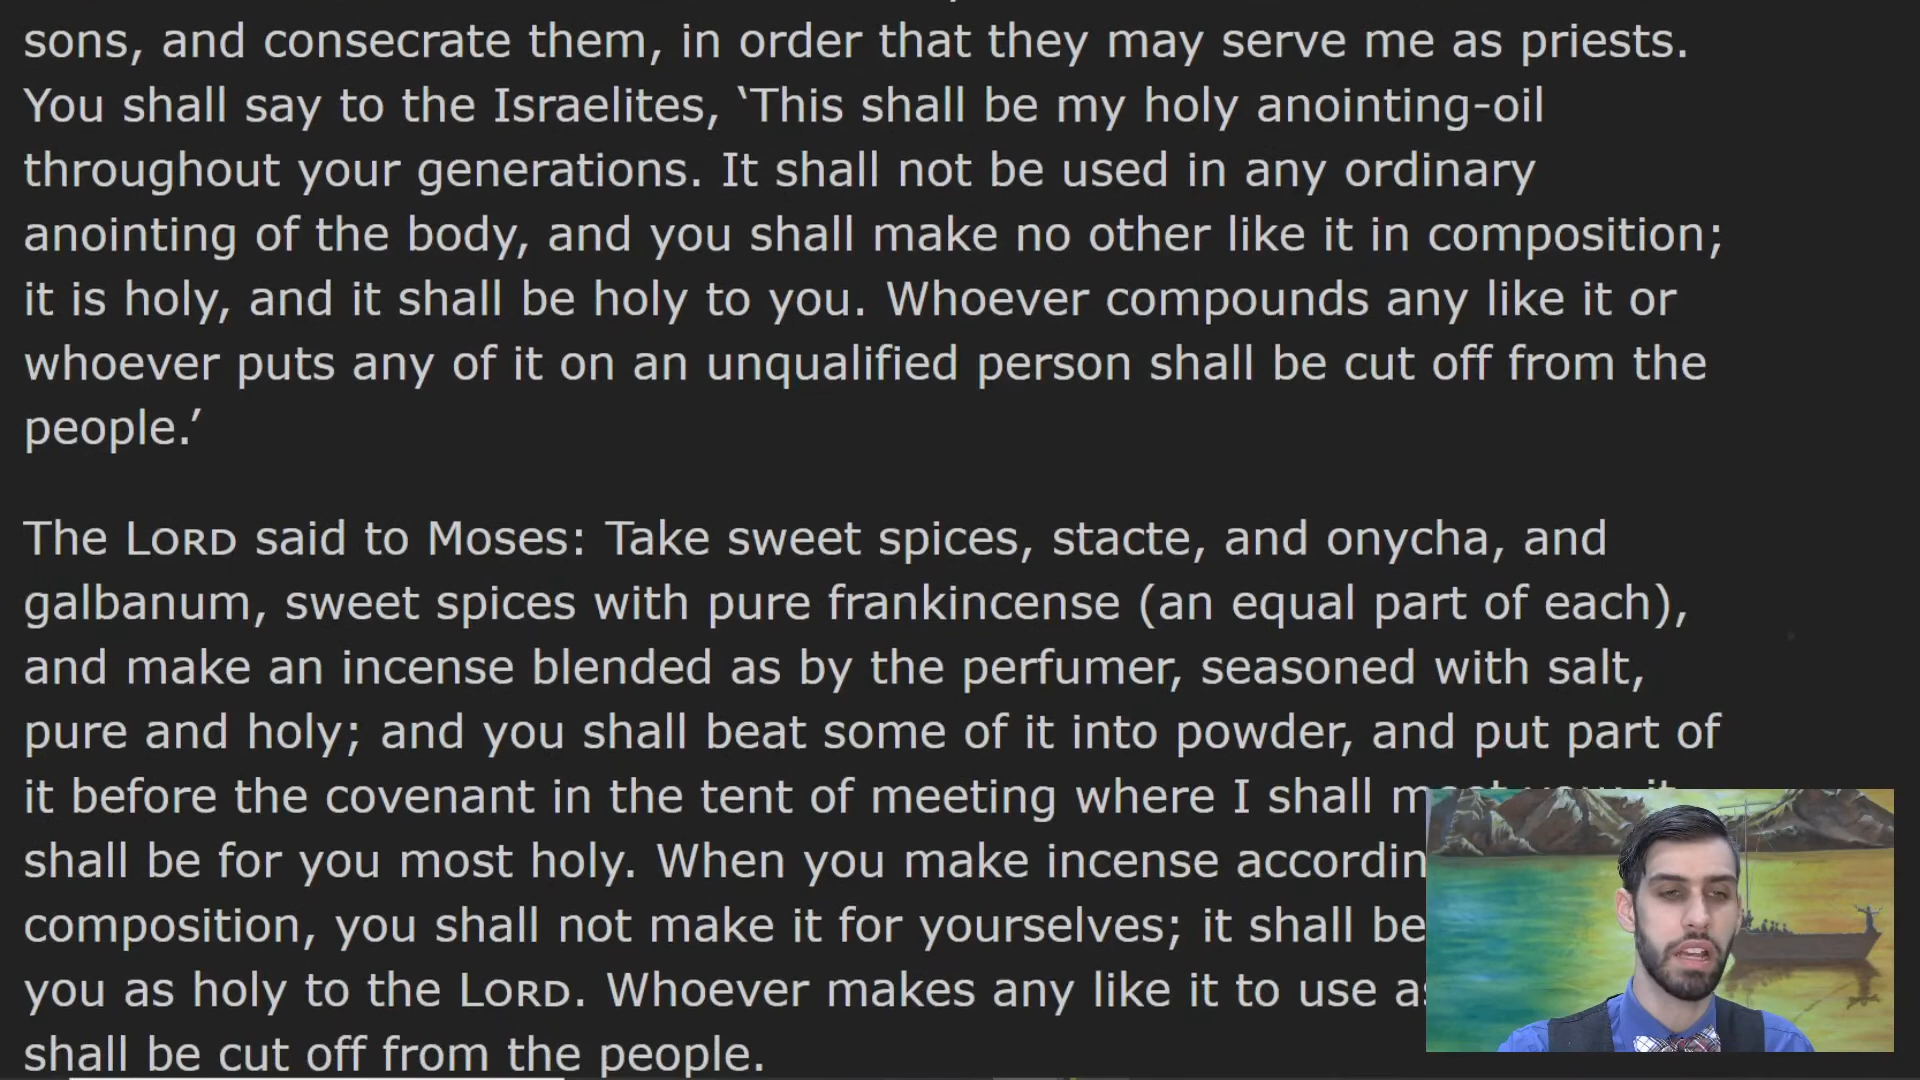 sons, and consecrate them, in order that they may serve me as priests.
You shall say to the Israelites, ‘This shall be my holy anointing-oil
throughout your generations. It shall not be used in any ordinary
anointing of the body, and you shall make no other like it in composition;
it is holy, and it shall be holy to you. Whoever compounds any like it or
whoever puts any of it on an unqualified person shall be cut off from the
people.’
The LORD said to Moses: Take sweet spices, stacte, and onycha, and
galbanum, sweet spices with pure frankincense (an equal part of each),
and make an incense blended as by the perfumer, seasoned with salt,
pure and holy; and you shall beat some of it into powder, and put part of
it before the covenant in the tent of meeting where I shall
shall be for you most holy. When you make incense
composition, you shall not make it for yourselves; it shall be
you as holy to the LORD. Whoever makes any like it to use
shall be cut off from the people.